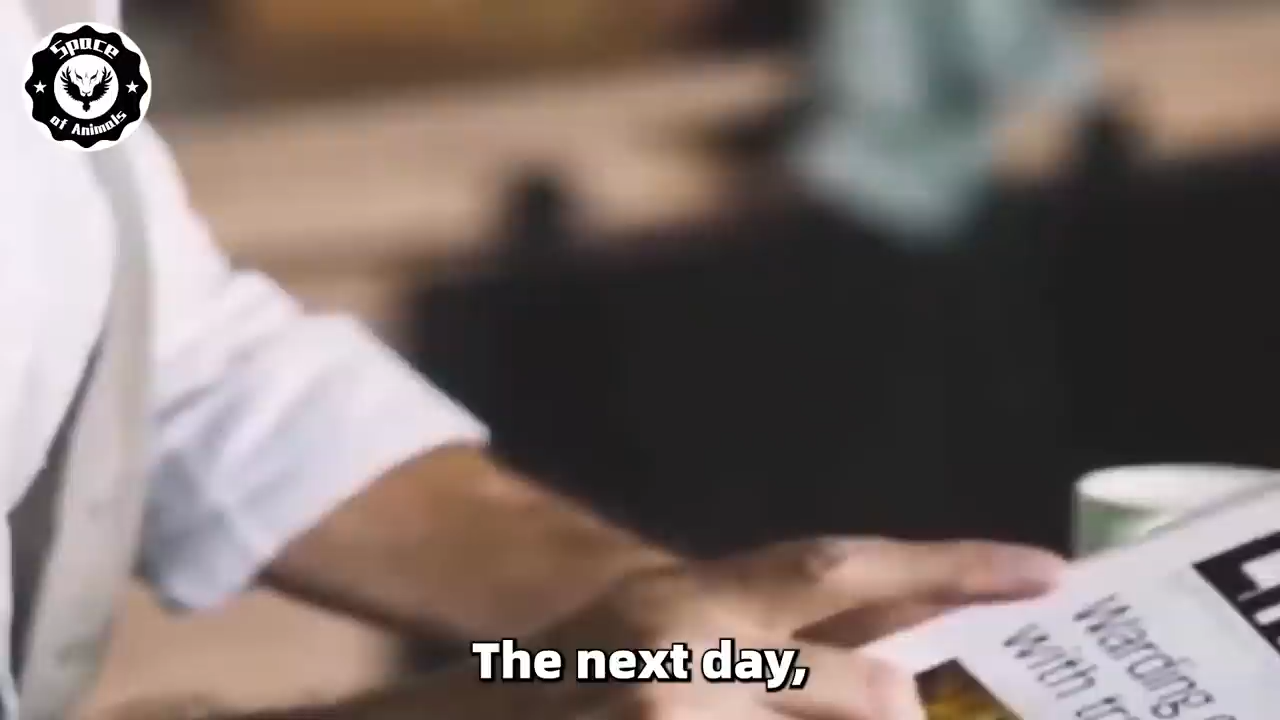 Space
of Animals
Warding
with
The next day,